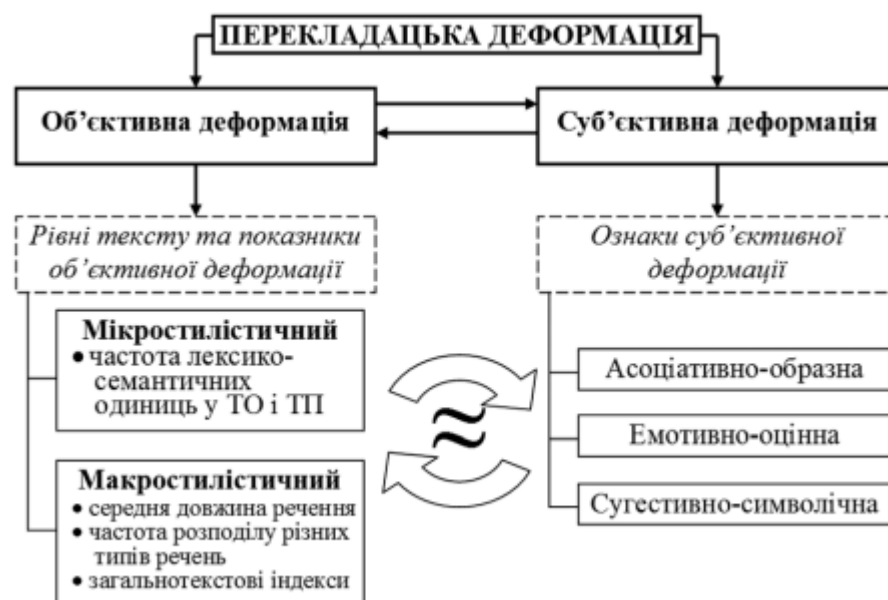 ПЕРЕКЛАДАЦЬКА ДЕФОРМАЦІЯ
Об’єктивна деформація
Суб’єктивна деформація
Рівні тексту та показники
об’єктивної деформації
Ознаки суб’єктивної
деформації
Мікростилістичний
• частота лексико-
семантичних
одиниць у ТО і ТП
Макростилістичний
• середня довжина речення
• частота розподілу різних
типів речень
• загальнотекстові індекси
≈
Асоціативно-образна
Емотивно-оцінна
Сугестивно-символічна